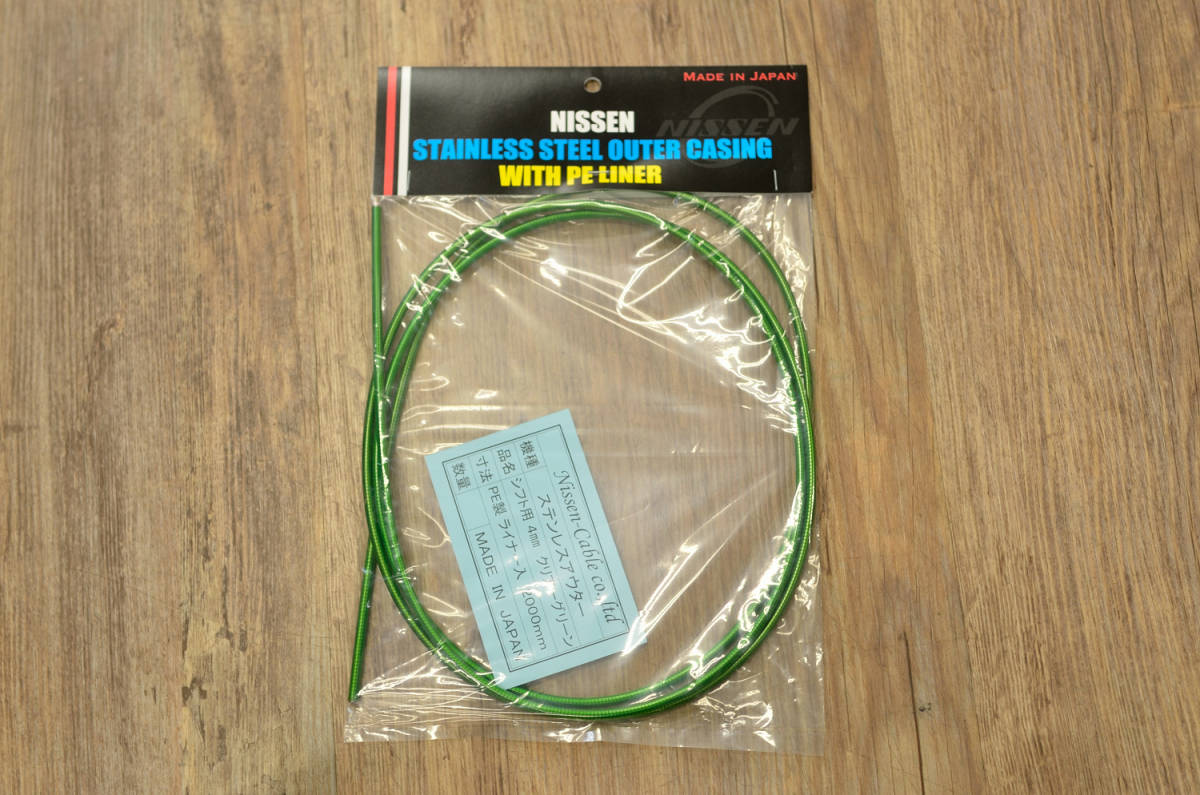 MADE IN JAPAN
NISSEN
NISSEN
STAINLESS STEEL OUTER CASING
WITH PE LINER
Nissen-Cable co.,ltd
機種 ステンレスアウター
品名 シフト用 4mm クリアーグリーン
寸法 PE製 ライナー入 2000mm
数量 MADE IN JAPAN